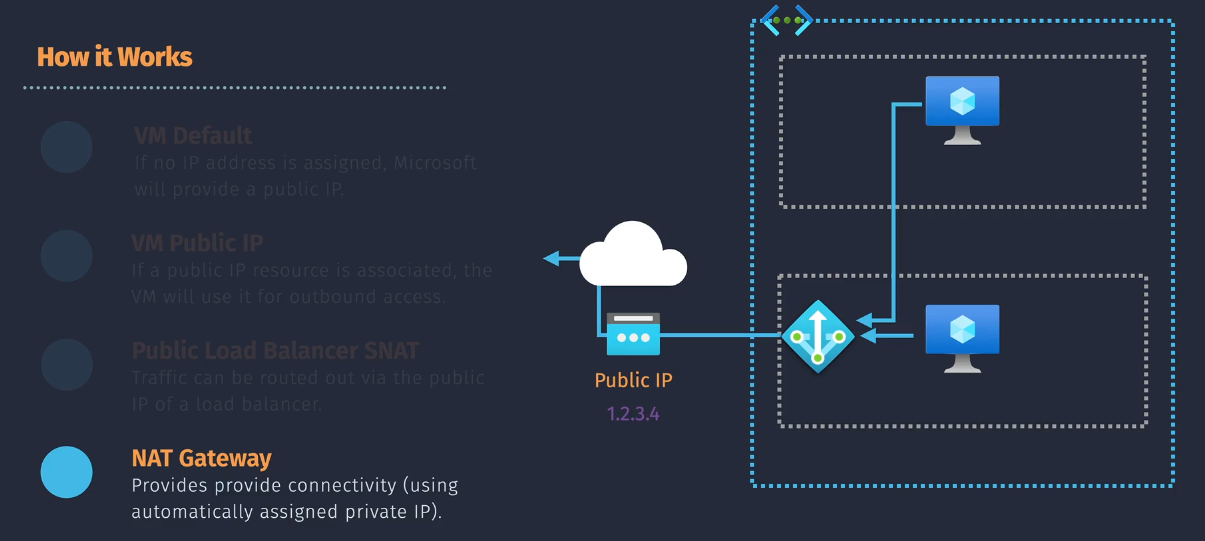 How it Works
VM Default
If no IP address is assigned, Microsoft
will provide a public IP.
VM Public IP
If a public IP resource is associated, the
VM will use it for outbound access.
Public Load Balancer SNAT
Traffic can be routed out via the public
IP of a load balancer.
NAT Gateway
Provides provide connectivity (using
automatically assigned private IP).
Public IP
1.2.3.4